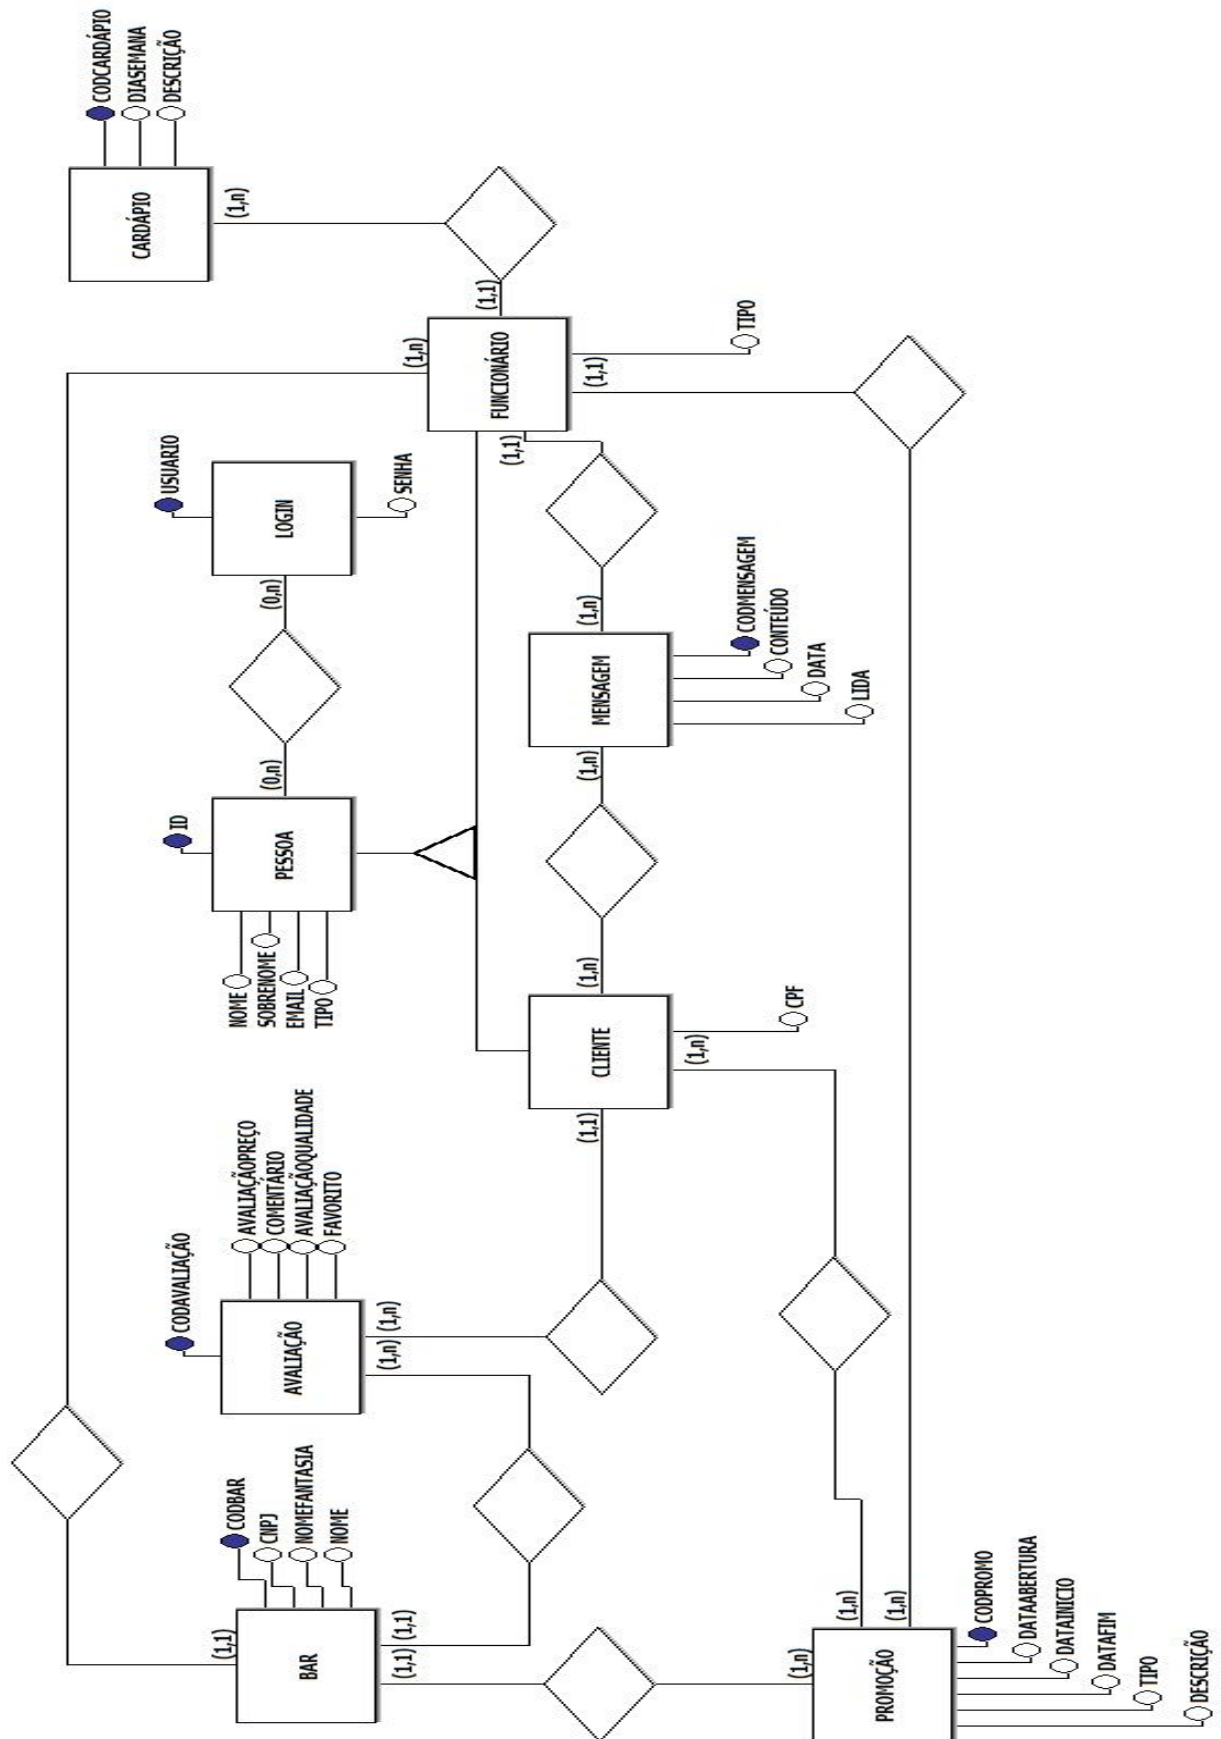 CODCARDÁPIO
DIASEMANA
DESCRIÇÃO
CARDÁPIO
(1,n)
(1,1)
(1,n)
FUNCIONÁRIO
(1,1)
(1,1)
TIPO
USUARIO
LOGIN
SENHA
(0,n)
(0,n)
ID
PESSOA
NOME
SOBRENOME
EMAIL
TIPO
(1,n)
MENSAGEM
(1,n)
CODMENSAGEM
CONTEÚDO
DATA
LIDA
(1,n)
CLIENTE
(1,1)
(1,n)
CPF
CODAVALIAÇÃO
AVALIAÇÃOPREÇO
COMENTÁRIO
AVALIAÇÃOQUALIDADE
FAVORITO
AVALIAÇÃO
(1,n)
(1,n)
CODBAR
CNPJ
NOMEFANTASIA
NOME
(1,1)
BAR
(1,1)
(1,1)
(1,n)
(1,n)
(1,n)
PROMOÇÃO
CODPROMO
DATAABERTURA
DATAINICIO
DATAFIM
TIPO
DESCRIÇÃO